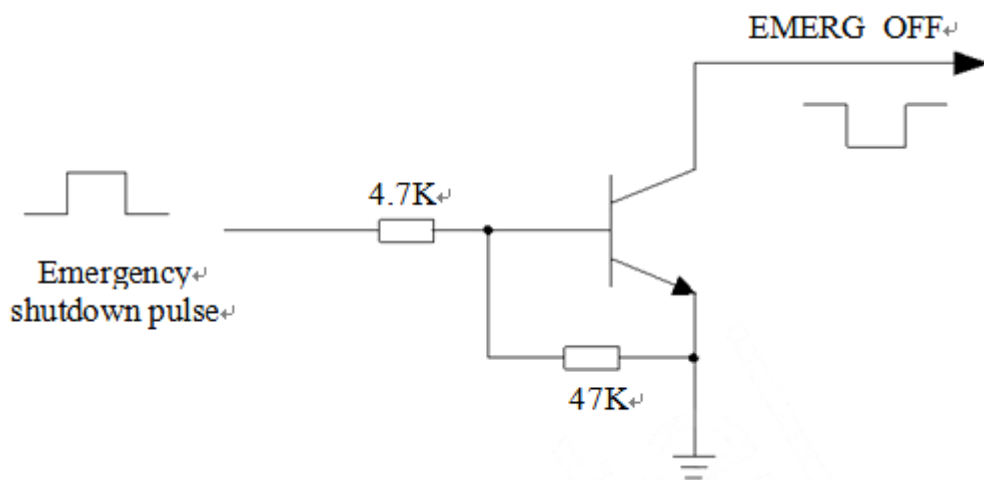 EMERG OFF↵
4.7K↵
Emergency↵
shutdown pulse↵
47K↵